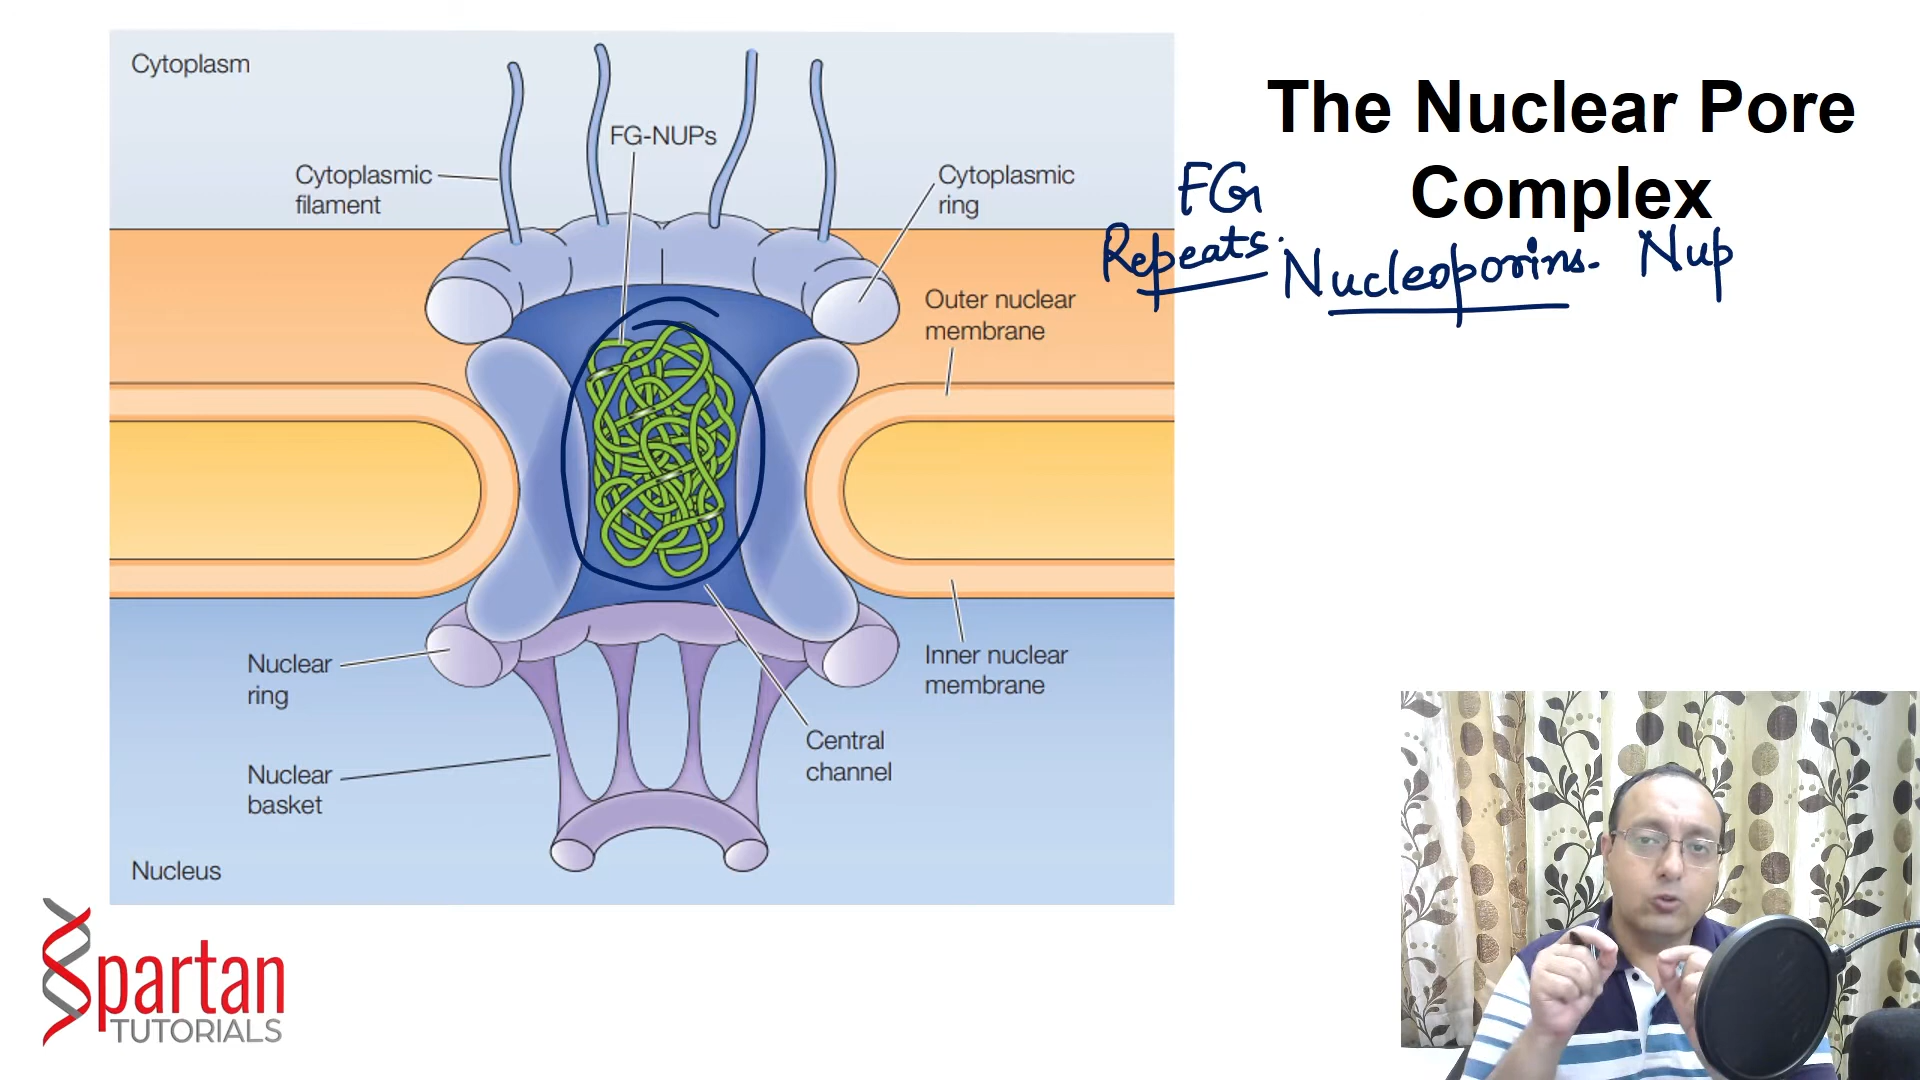 Cytoplasm
FG-NUPs
Cytoplasmic
filament
Cytoplasmic
ring
Outer nuclear
membrane
Nuclear
ring
Inner nuclear
membrane
Central
channel
Nuclear
basket
Nucleus
The Nuclear Pore
Complex
FG
Repeats.
Nucleoporins- Nup
Spartan
TUTORIALS